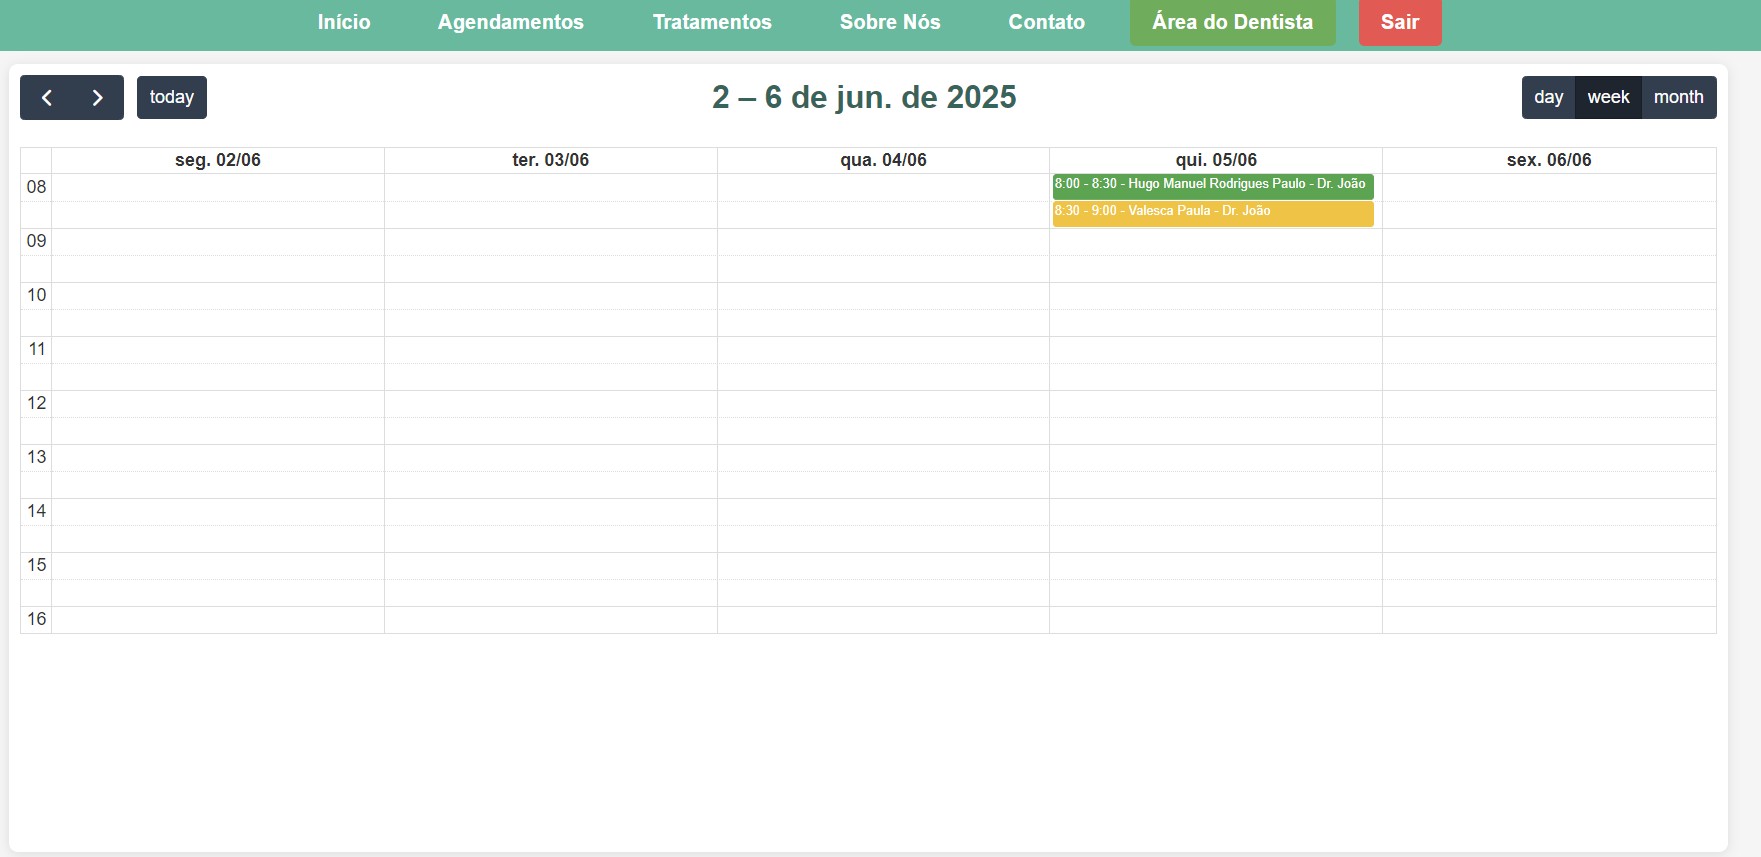 Início Agendamentos Tratamentos Sobre Nós Contato Área do Dentista Sair
today 2 – 6 de jun. de 2025 day week month
seg. 02/06 ter. 03/06 qua. 04/06 qui. 05/06 sex. 06/06
08 8:00 - 8:30 - Hugo Manuel Rodrigues Paulo - Dr. João
8:30 - 9:00 - Valesca Paula - Dr. João
09
10
11
12
13
14
15
16